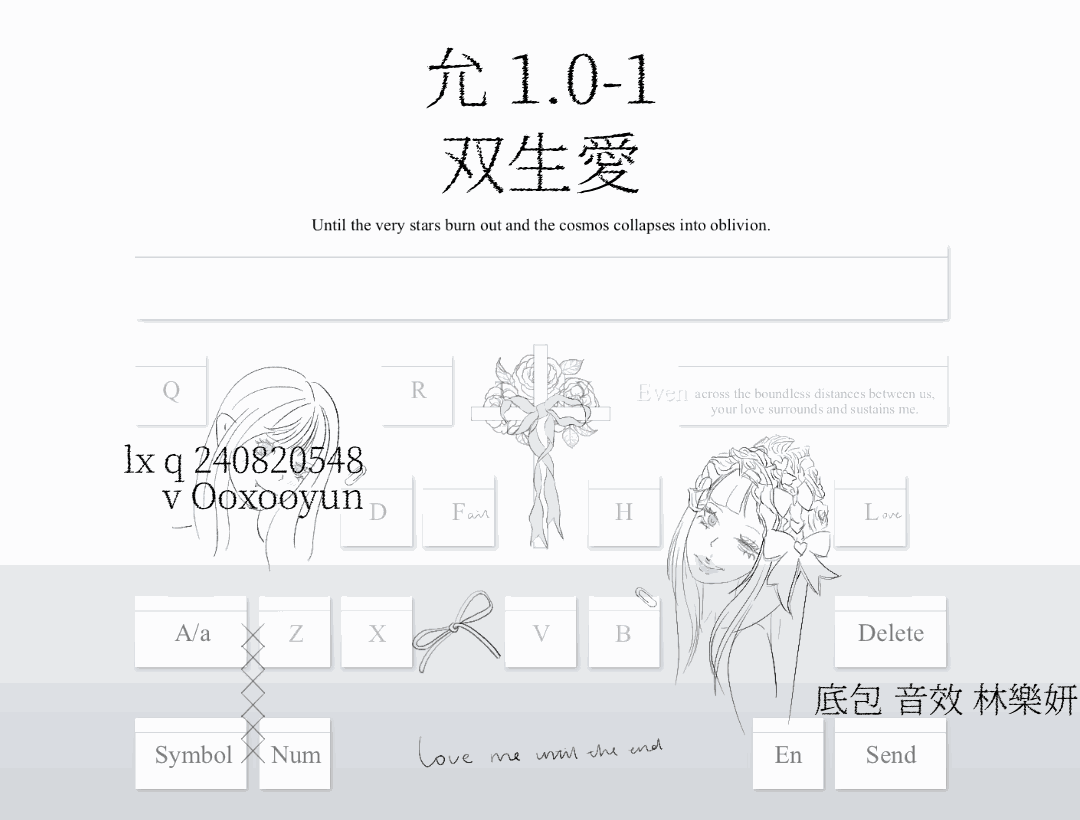 允 1.0-1
双生愛
Until the very stars burn out and the cosmos collapses into oblivion.
Q
R
Even across the boundless distances between us,
your love surrounds and sustains me.
lx q 240820548
v Ooxooyun
D
Fair
H
Love
A/a
Z
X
V
B
Delete
底包 音效 林樂妍
Symbol
Num
Love me until the end
En
Send